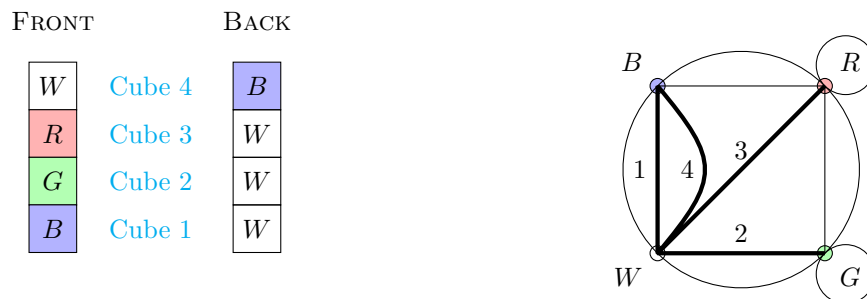 FRONT BACK
W Cube 4 B
R Cube 3 W
G Cube 2 W
B Cube 1 W
B R
3
1 4
2
W G